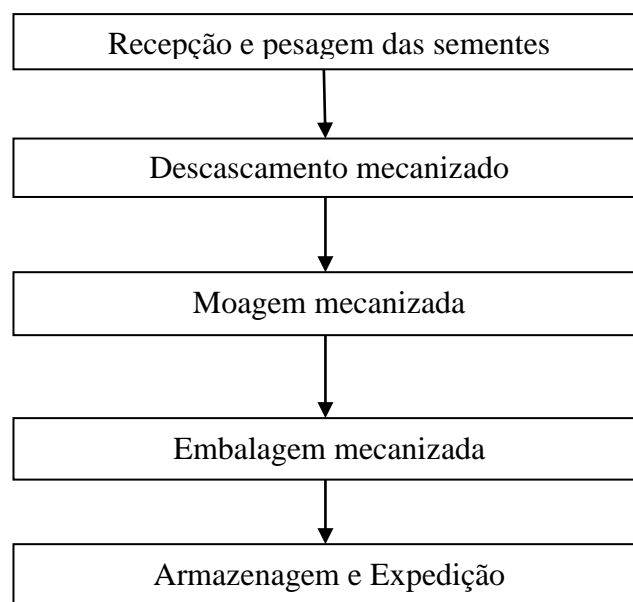 Recepção e pesagem das sementes
Descascamento mecanizado
Moagem mecanizada
Embalagem mecanizada
Armazenagem e Expedição